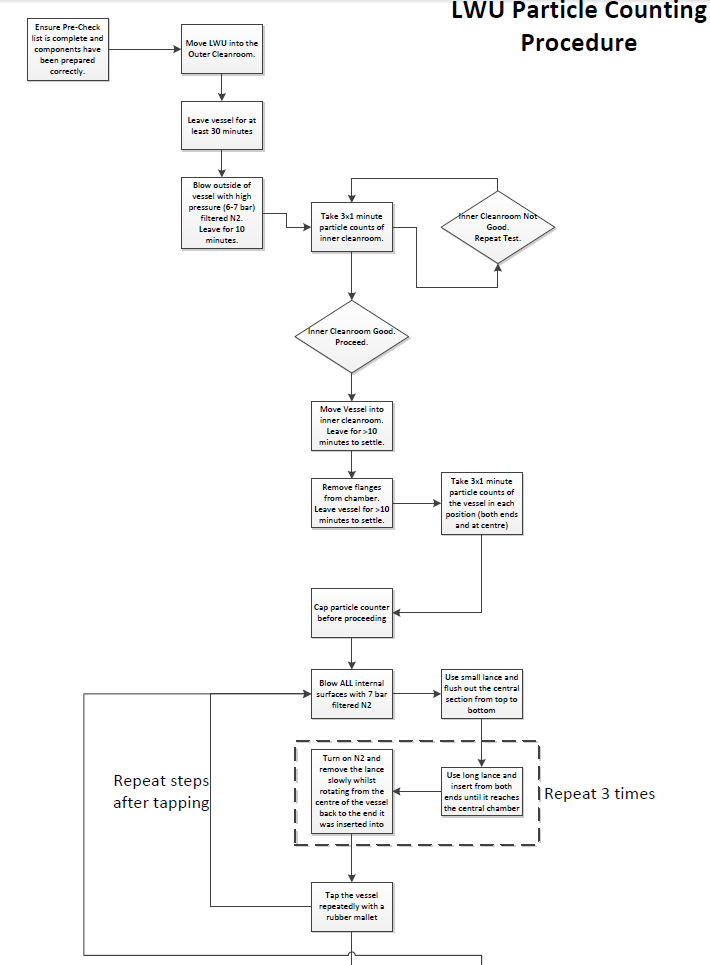 LWU Particle Counting
Procedure
Ensure Pre-Check
list is complete and
components have
been prepared
correctly.
Move LWU into the
Outer Cleanroom.
Leave vessel for at
least 30 minutes
Blow outside of
vessel with high
pressure (6-7 bar)
filtered N2.
Leave for 10
minutes.
Take 3x1 minute
particle counts of
inner cleanroom.
Inner Cleanroom Not
Good.
Repeat Test.
Inner Cleanroom Good.
Proceed.
Move Vessel into
inner cleanroom.
Leave for >10
minutes to settle.
Remove flanges
from chamber.
Leave vessel for >10
minutes to settle.
Take 3x1 minute
particle counts of
the vessel in each
position (both ends
and at centre)
Cap particle counter
before proceeding
Blow ALL internal
surfaces with 7 bar
filtered N2
Use small lance and
flush out the central
section from top to
bottom
Use long lance and
insert from both
ends until it reaches
the central chamber
Turn on N2 and
remove the lance
slowly whilst
rotating from the
centre of the vessel
back to the end it
was inserted into
Repeat 3 times
Repeat steps
after tapping
Tap the vessel
repeatedly with a
rubber mallet